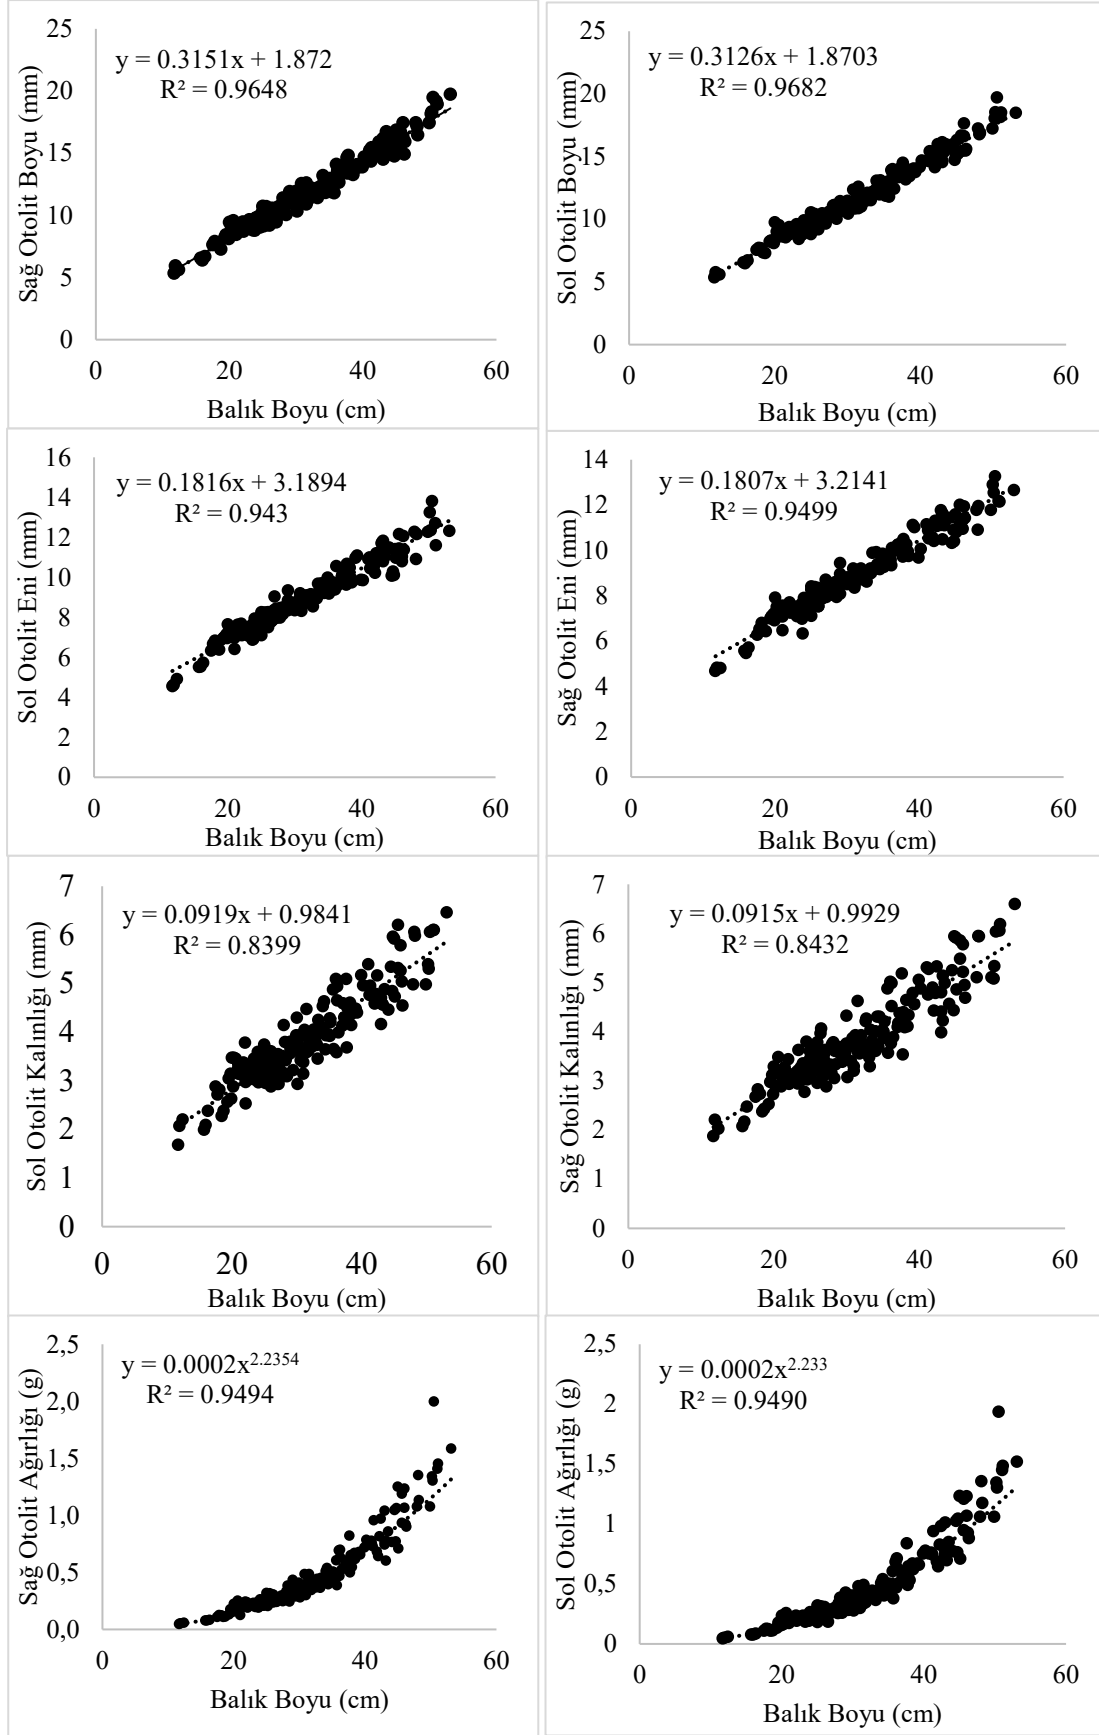 25
20
15
10
5
0
Sağ Otolit Boyu (mm)
y = 0.3151x + 1.872
R² = 0.9648
0 20 40 60
Balık Boyu (cm)
25
20
15
10
5
0
Sol Otolit Boyu (mm)
y = 0.3126x + 1.8703
R² = 0.9682
0 20 40 60
Balık Boyu (cm)
16
14
12
10
8
6
4
2
0
Sol Otolit Eni (mm)
y = 0.1816x + 3.1894
R² = 0.943
0 20 40 60
Balık Boyu (cm)
14
12
10
8
6
4
2
0
Sağ Otolit Eni (mm)
y = 0.1807x + 3.2141
R² = 0.9499
0 20 40 60
Balık Boyu (cm)
7
6
5
4
3
2
1
0
Sol Otolit Kalınlığı (mm)
y = 0.0919x + 0.9841
R² = 0.8399
0 20 40 60
Balık Boyu (cm)
7
6
5
4
3
2
1
0
Sağ Otolit Kalınlığı (mm)
y = 0.0915x + 0.9929
R² = 0.8432
0 20 40 60
Balık Boyu (cm)
2,5
2,0
1,5
1,0
0,5
0,0
Sağ Otolit Ağırlığı (g)
y = 0.0002x^2.2354
R² = 0.9494
0 20 40 60
Balık Boyu (cm)
2,5
2
1,5
1
0,5
0
Sol Otolit Ağırlığı (g)
y = 0.0002x^2.233
R² = 0.9490
0 20 40 60
Balık Boyu (cm)